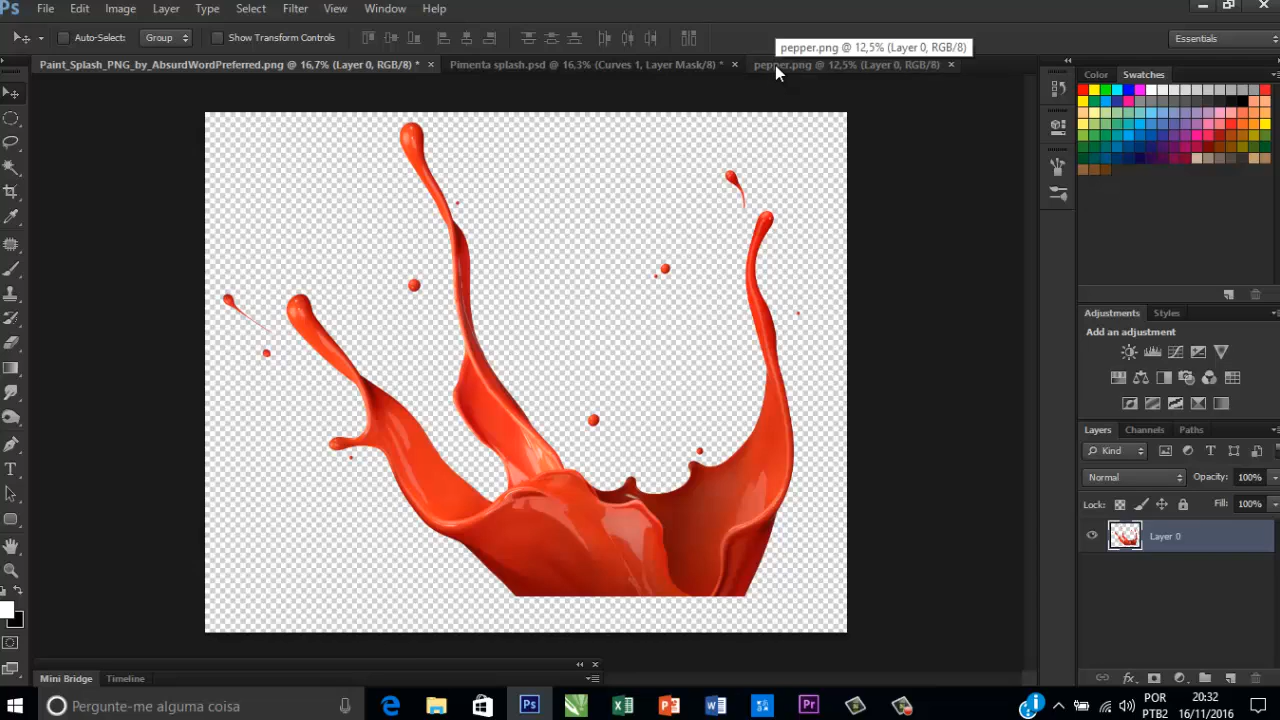 Ps File Edit Image Layer Type Select Filter View Window Help
Auto-Select: Group Show Transform Controls Essentials
pepper.png @ 12,5% (Layer 0, RGB/8)
Paint_Splash_PNG_by_AbsurdWordPreferred.png @ 16,7% (Layer 0, RGB/8) * × Pimenta splash.psd @ 16,3% (Curves 1, Layer Mask/8) * × pepper.png @ 12,5% (Layer 0, RGB/8) ×
Color Swatches
Adjustments Styles
Add an adjustment
Layers Channels Paths
Kind
Normal Opacity: 100%
Lock: Fill: 100%
Layer 0
Mini Bridge Timeline
Pergunte-me alguma coisa
Ps
Pr
POR
PTB2
20:32
16/11/2016